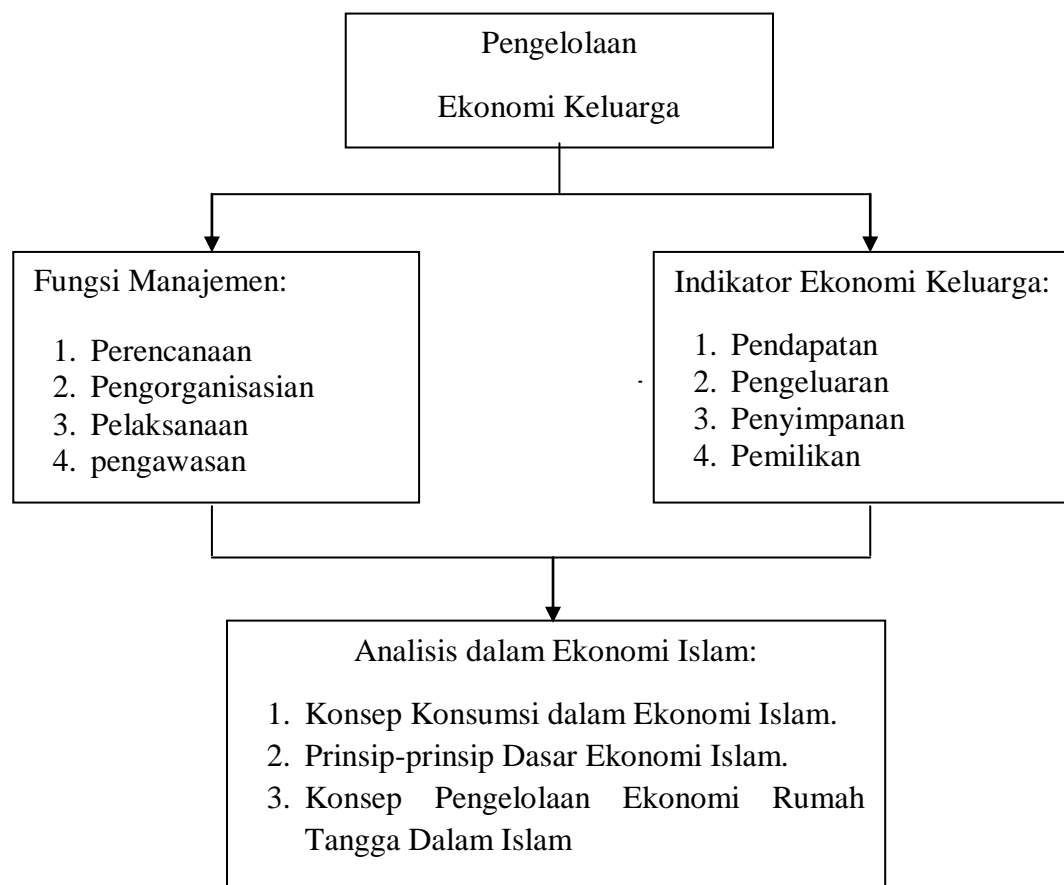 Pengelolaan
Ekonomi Keluarga
Fungsi Manajemen:
1. Perencanaan
2. Pengorganisasian
3. Pelaksanaan
4. pengawasan
Indikator Ekonomi Keluarga:
1. Pendapatan
2. Pengeluaran
3. Penyimpanan
4. Pemilikan
Analisis dalam Ekonomi Islam:
1. Konsep Konsumsi dalam Ekonomi Islam.
2. Prinsip-prinsip Dasar Ekonomi Islam.
3. Konsep Pengelolaan Ekonomi Rumah
Tangga Dalam Islam